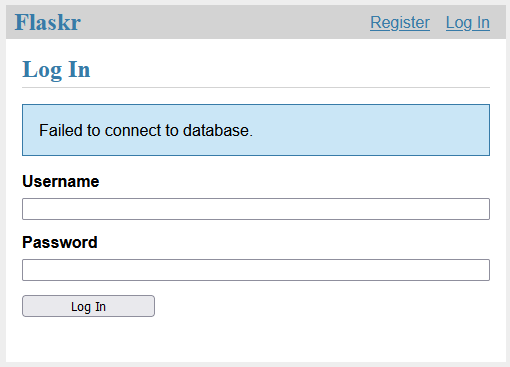 Flaskr Register Log In
Log In
Failed to connect to database.
Username
Password
Log In